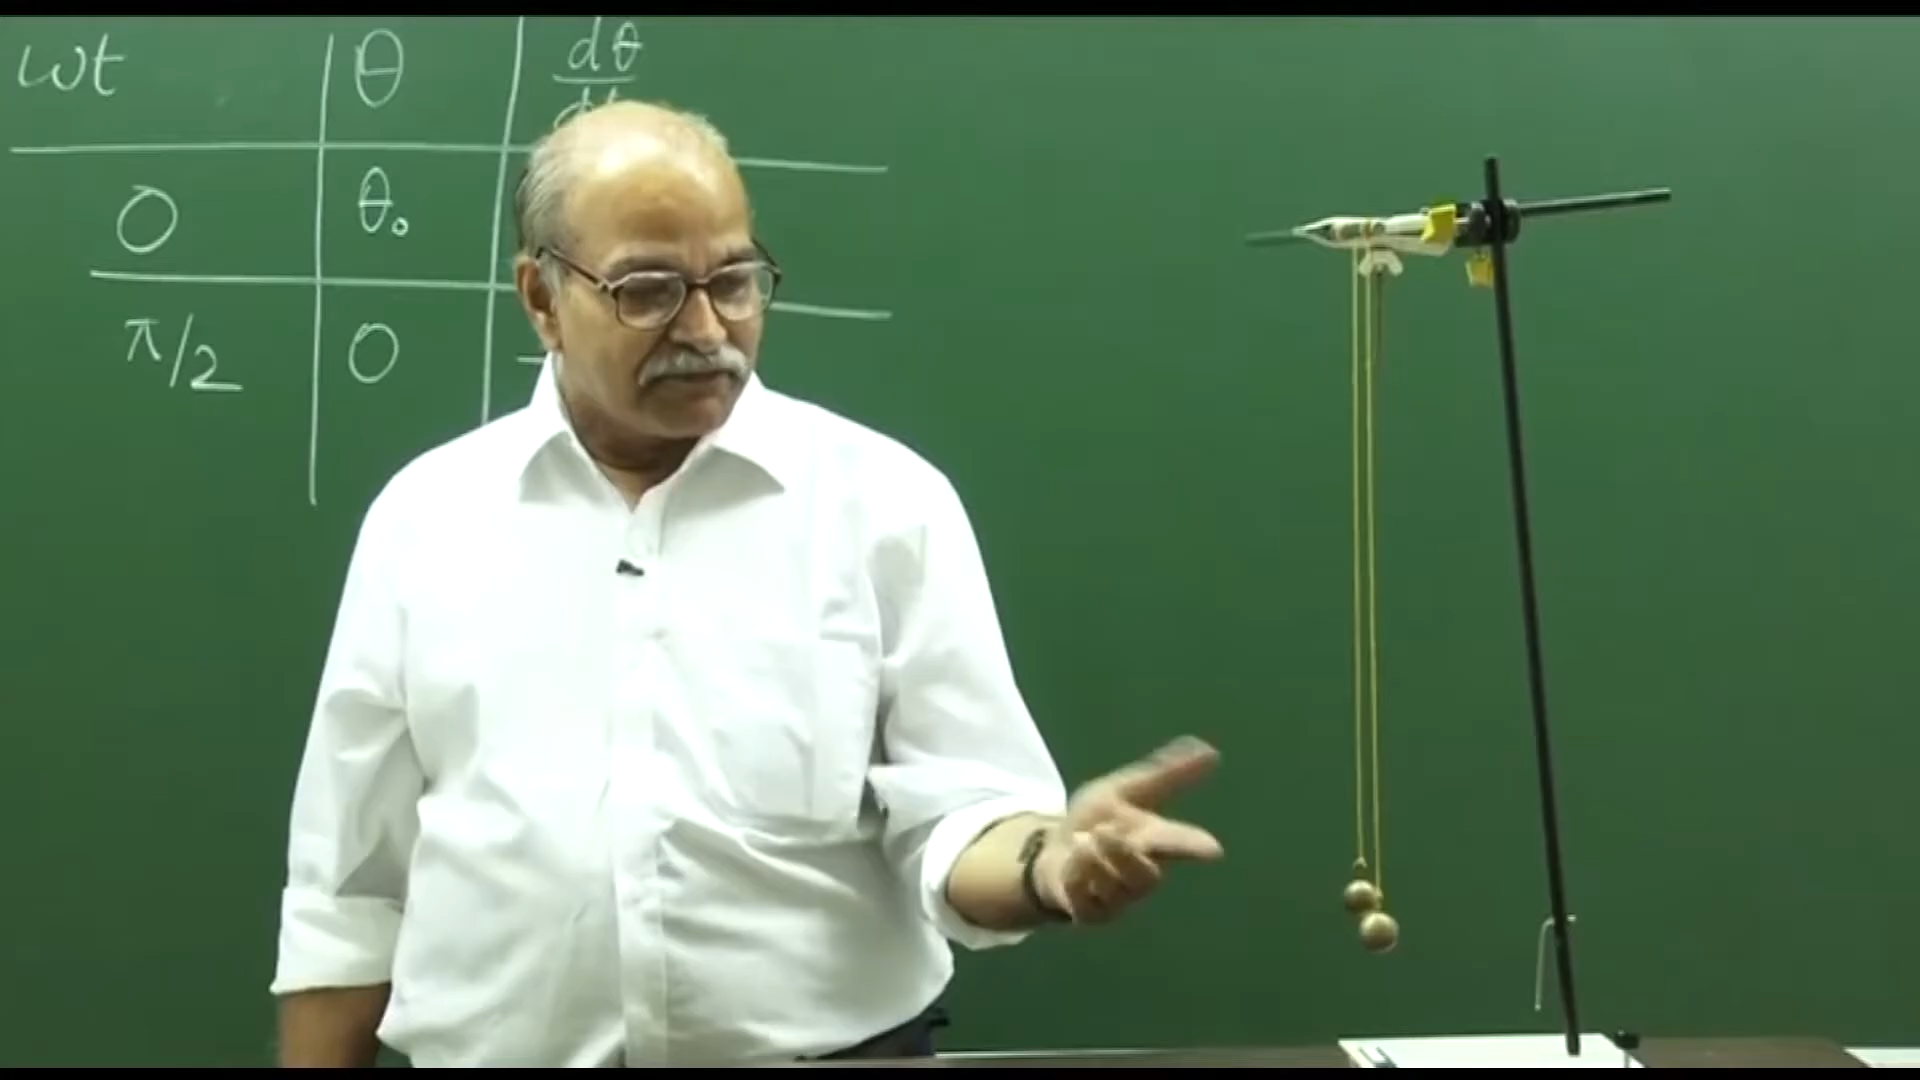 ωt θ dθ
0 θ₀
π/2 0 -